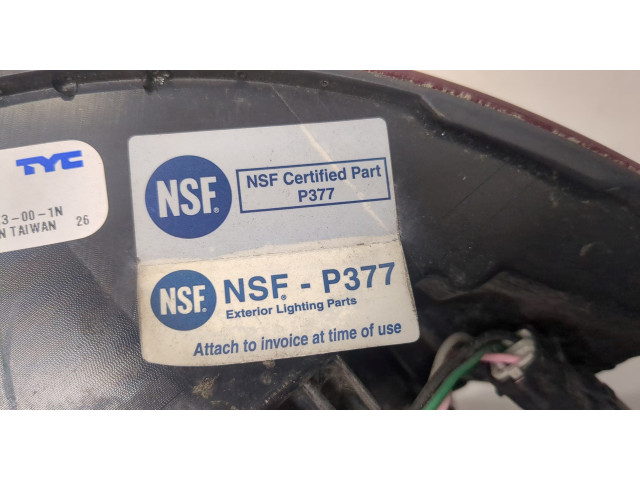 TYC
3-00-1N
N TAIWAN 26
NSF
NSF Certified Part
P377
NSF
NSF - P377
Exterior Lighting Parts
Attach to invoice at time of use